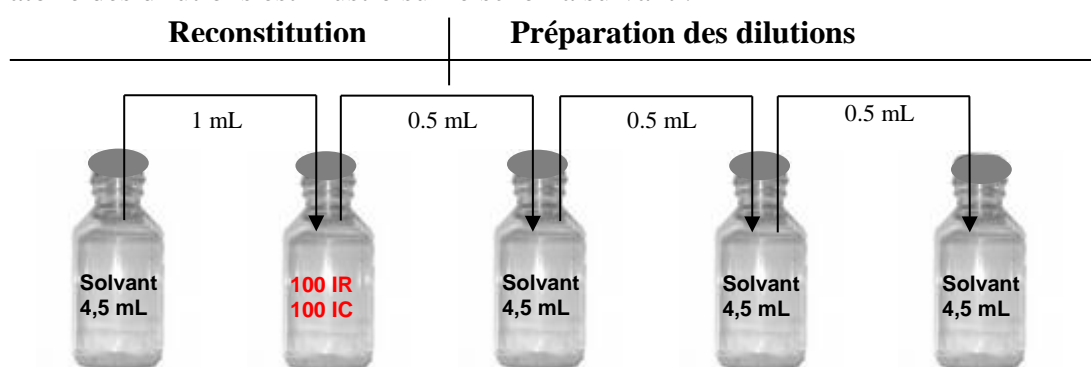 Reconstitution
Préparation des dilutions
1 mL
0.5 mL
0.5 mL
0.5 mL
Solvant
4,5 mL
100 IR
100 IC
Solvant
4,5 mL
Solvant
4,5 mL
Solvant
4,5 mL